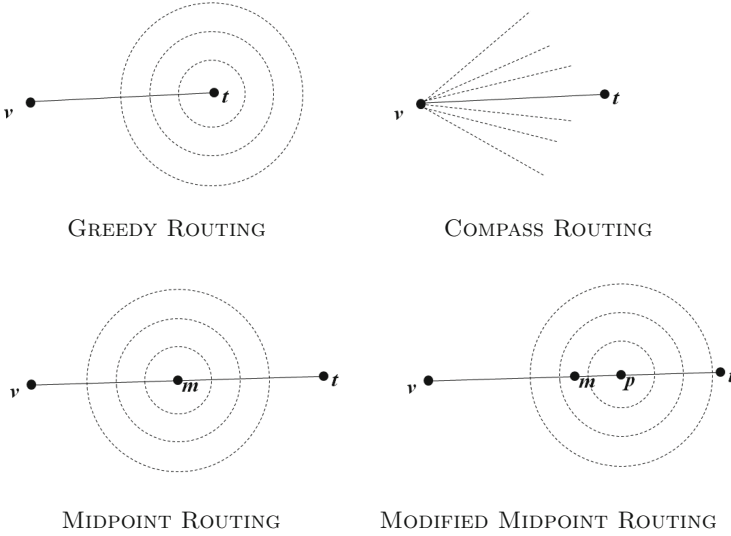 v t
v t
GREEDY ROUTING COMPASS ROUTING
v m t
v m p t
MIDPOINT ROUTING MODIFIED MIDPOINT ROUTING